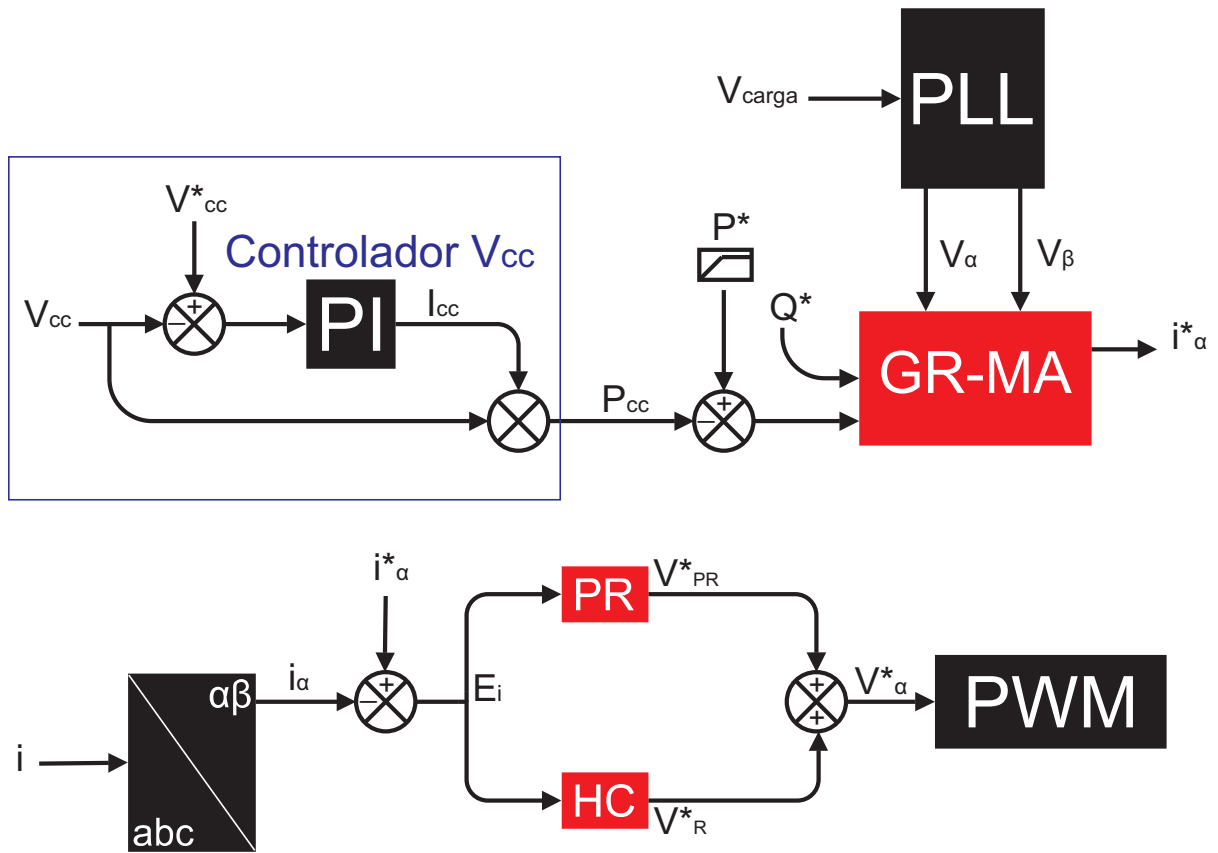 PLL
Vcarga
V*cc
Controlador Vcc
P*
Vα
Vβ
Vcc
PI
Icc
Q*
GR-MA
i*α
Pcc
i*α
PR
V*PR
αβ
iα
Ei
V*α
PWM
i
abc
HC
V*R